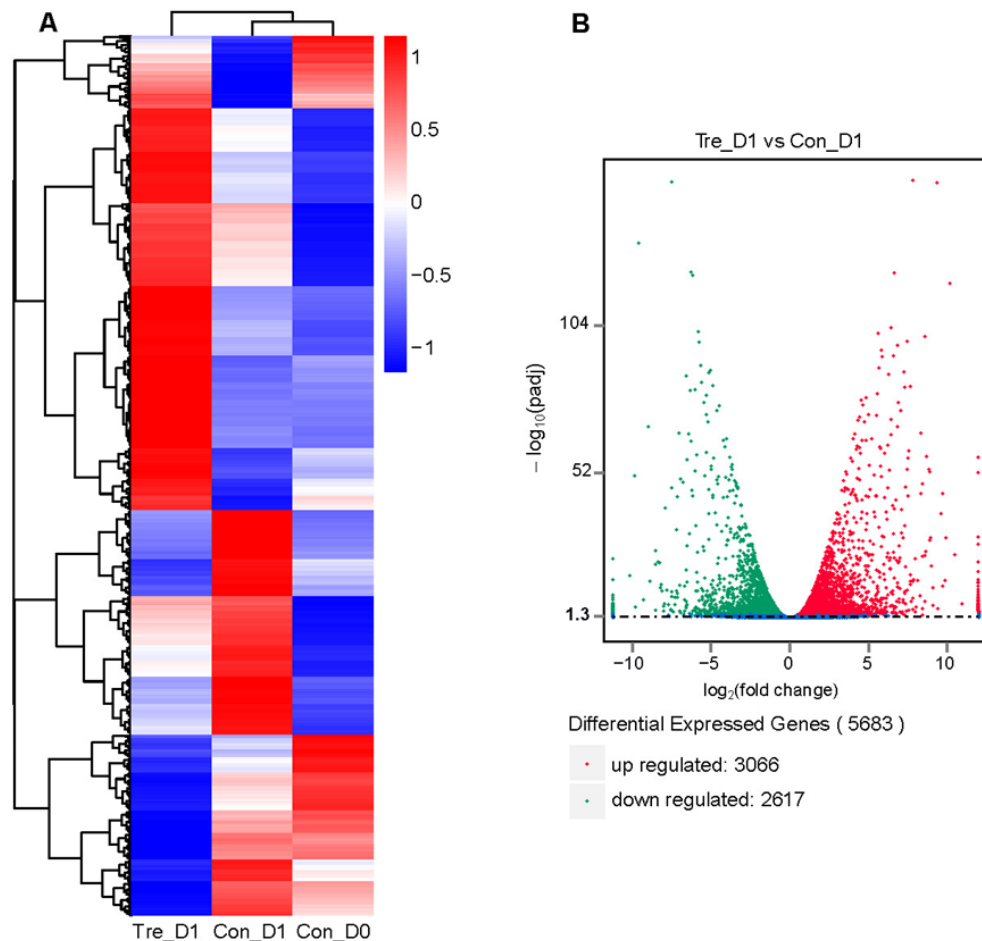 A
1
0.5
0
−0.5
−1
Tre_D1 Con_D1 Con_D0
B
Tre_D1 vs Con_D1
− log10(padj)
104
52
1.3
−10 −5 0 5 10
log2(fold change)
Differential Expressed Genes ( 5683 )
up regulated: 3066
down regulated: 2617